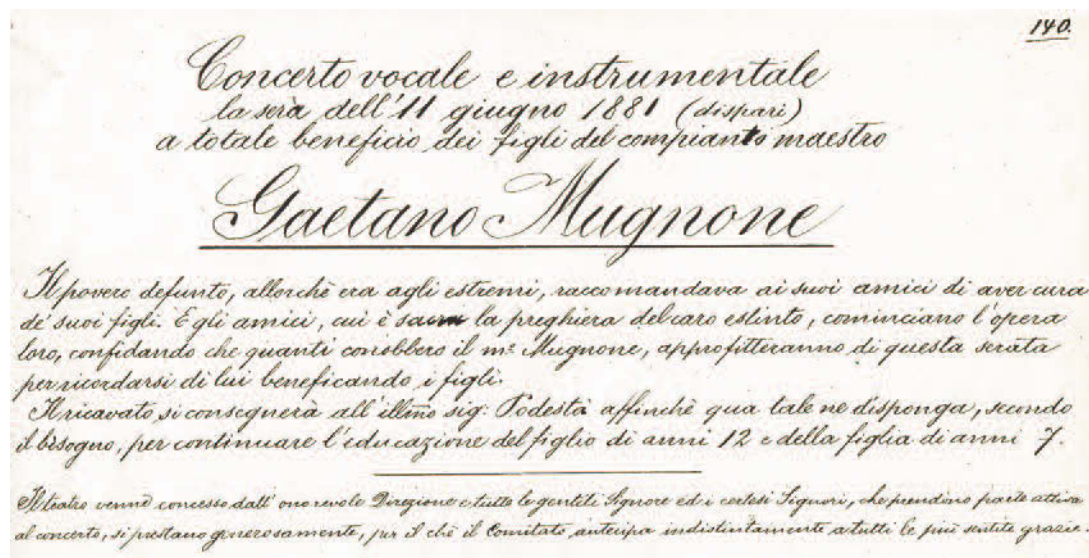 140.
Concerto vocale e instrumentale
la sera dell'11 giugno 1881 (dispari)
a totale beneficio dei figli del compianto maestro
Gaetano Mugnone
Il povero defunto, allorchè era agli estremi, raccomandava ai suoi amici di aver cura
de' suoi figli. E gli amici, cui è sacra la preghiera del caro estinto, cominciano l'opera
loro, confidando che quanti conobbero il mº Mugnone, approfitteranno di questa serata
per ricordarsi di lui beneficando i figli.
Il ricavato si consegnerà all'illmo sig: Podestà affinchè qua tale ne disponga, secondo
il bisogno, per continuare l'educazione del figlio di anni 12 e della figlia di anni 7.
Il teatro venne concesso dall'onorevole Direzione e tutte le gentili Signore ed i cortesi Signori, che prendono parte attiva
al concerto, si prestano generosamente, per il chè il Comitato anticipa indistintamente a tutti le più sentite grazie.